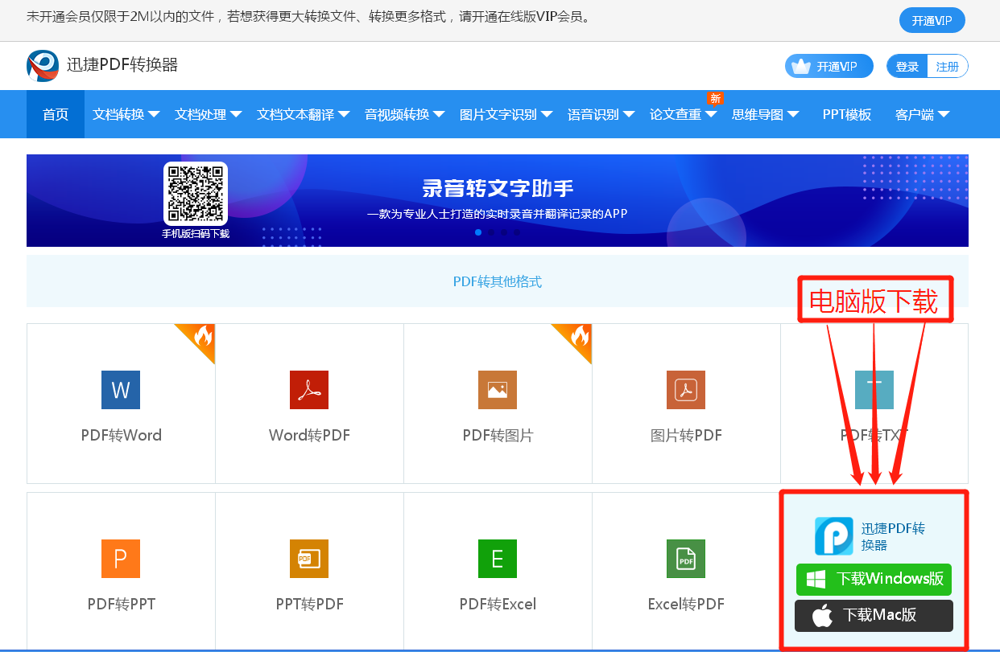 未开通会员仅限于2M以内的文件，若想获得更大转换文件、转换更多格式，请开通在线版VIP会员。
开通VIP
迅捷PDF转换器
开通VIP
登录
注册
新
首页
文档转换
文档处理
文档文本翻译
音视频转换
图片文字识别
语音识别
论文查重
思维导图
PPT模板
客户端
录音转文字助手
一款为专业人士打造的实时录音并翻译记录的APP
手机版扫码下载
PDF转其他格式
电脑版下载
W
T
PDF转Word
Word转PDF
PDF转图片
图片转PDF
PDF转TXT
P
PDF
E
PDF
PDF转PPT
PPT转PDF
PDF转Excel
Excel转PDF
迅捷PDF转
换器
下载Windows版
下载Mac版